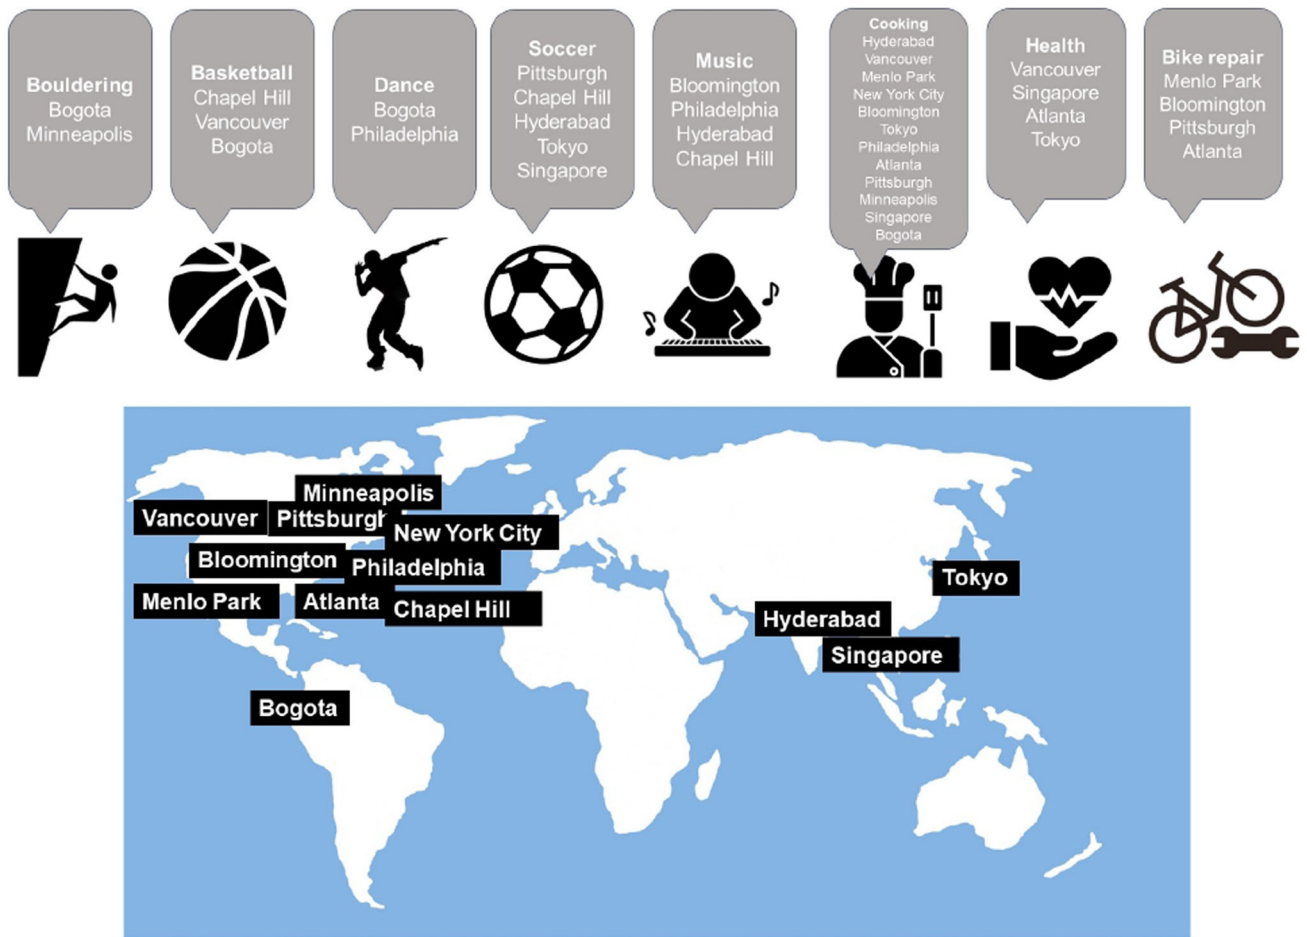 Bouldering
Bogota
Minneapolis
Basketball
Chapel Hill
Vancouver
Bogota
Dance
Bogota
Philadelphia
Soccer
Pittsburgh
Chapel Hill
Hyderabad
Tokyo
Singapore
Music
Bloomington
Philadelphia
Hyderabad
Chapel Hill
Cooking
Hyderabad
Vancouver
Menlo Park
New York City
Bloomington
Tokyo
Philadelphia
Atlanta
Pittsburgh
Minneapolis
Singapore
Bogota
Health
Vancouver
Singapore
Atlanta
Tokyo
Bike repair
Menlo Park
Bloomington
Pittsburgh
Atlanta
Minneapolis
Vancouver
Pittsburgh
New York City
Bloomington
Philadelphia
Tokyo
Menlo Park
Atlanta
Chapel Hill
Hyderabad
Singapore
Bogota